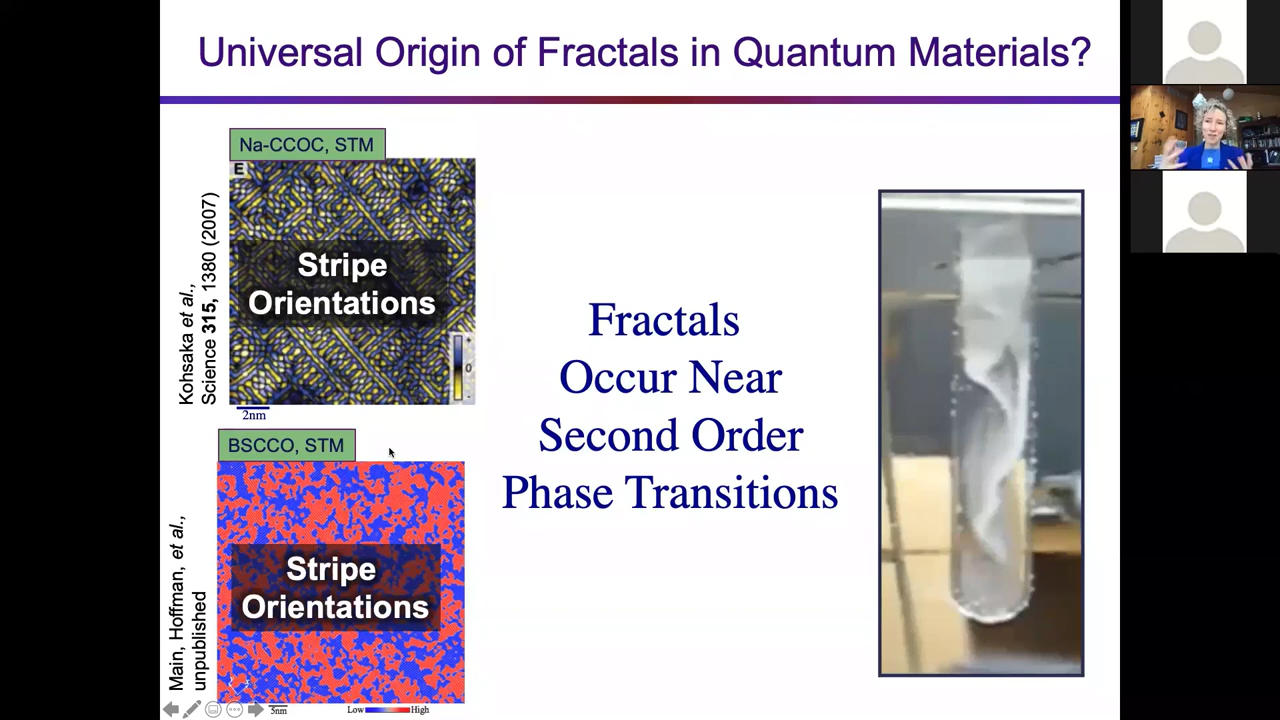 Universal Origin of Fractals in Quantum Materials?
Na-CCOC, STM
E
Stripe
Orientations
+
0
-
2nm
Kohsaka et al.,
Science 315, 1380 (2007)
BSCCO, STM
Stripe
Orientations
Main, Hoffman, et al.,
unpublished
5nm
Low
High
Fractals
Occur Near
Second Order
Phase Transitions